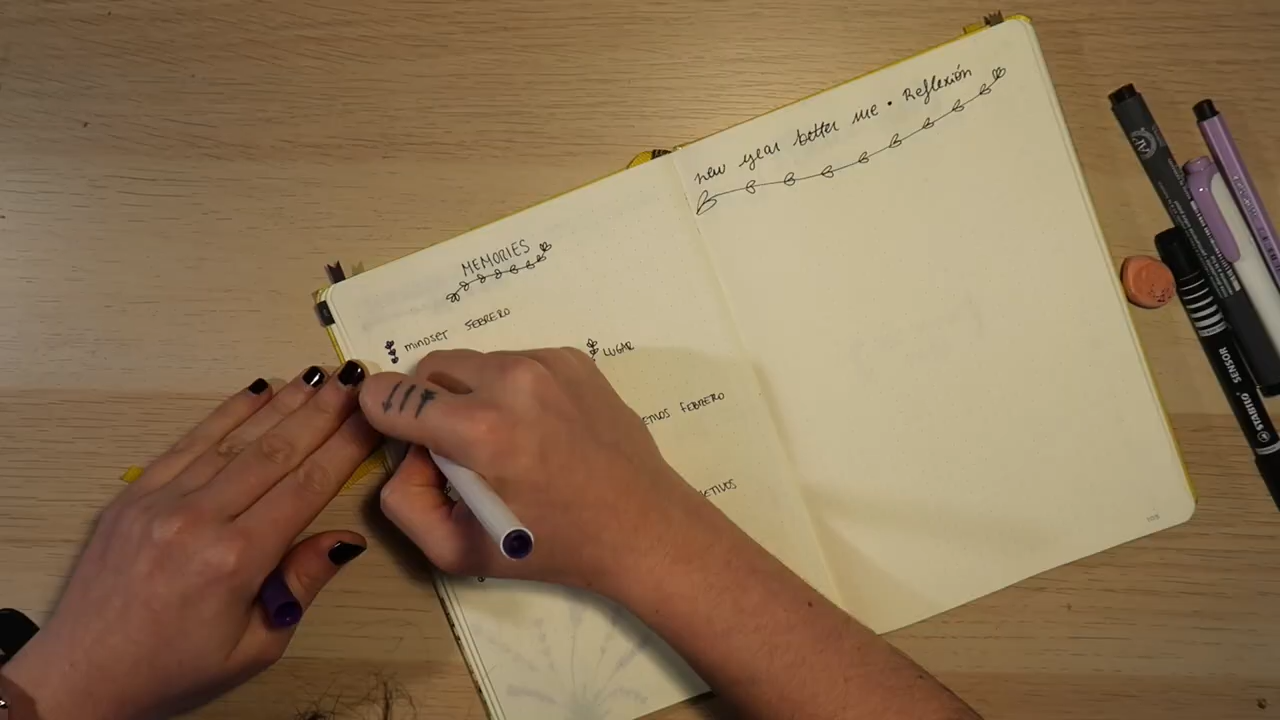 new year better me • Reflexión
MEMORIES
mindset FEBRERO
LUGAR
FEBRERO
STABILO SENSOR